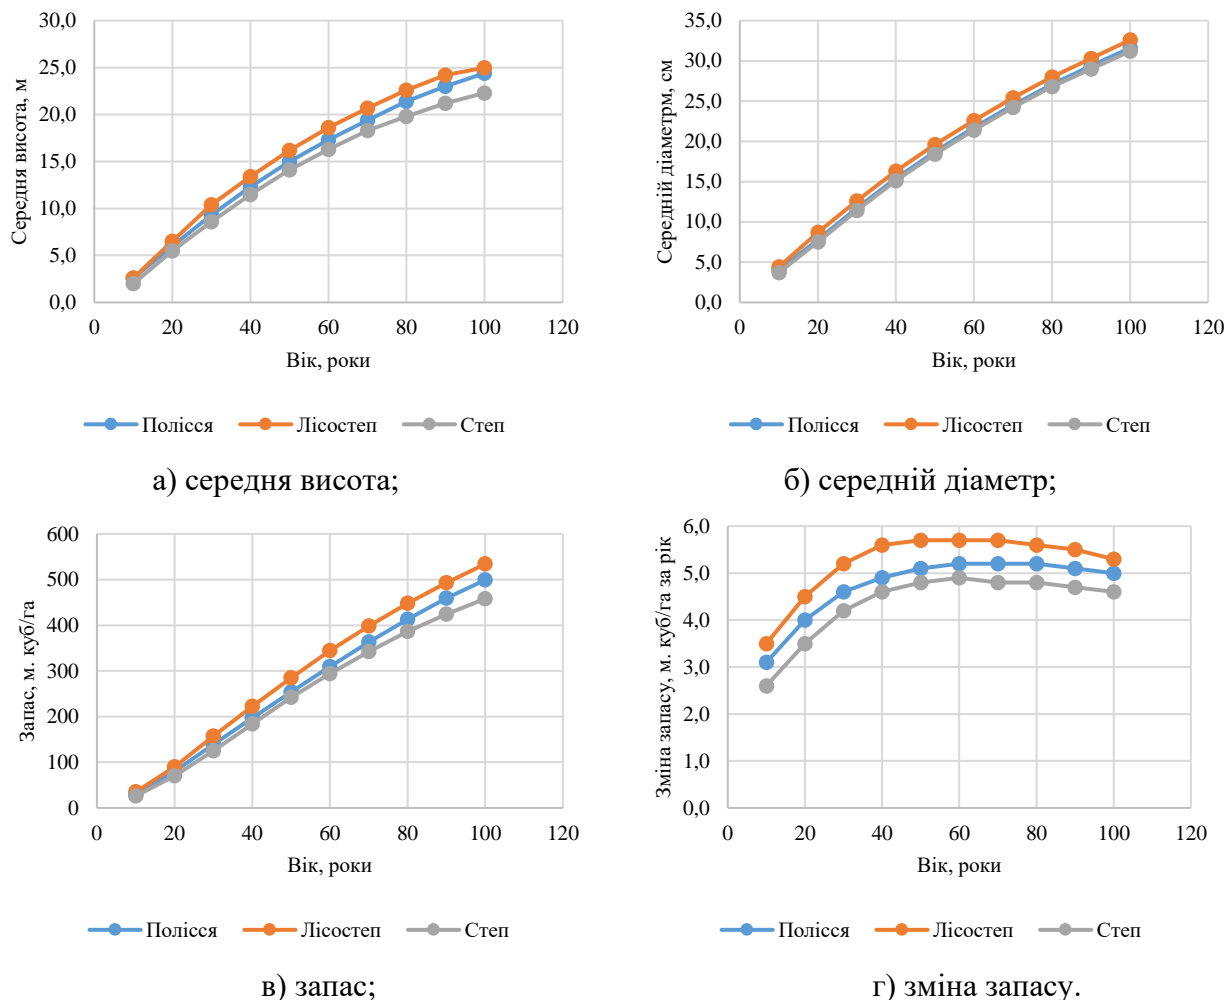 Середня висота, м
30,0
25,0
20,0
15,0
10,0
5,0
0,0
0 20 40 60 80 100 120
Вік, роки
Полісся Лісостеп Степ
а) середня висота;
Середній діаметрм, см
35,0
30,0
25,0
20,0
15,0
10,0
5,0
0,0
0 20 40 60 80 100 120
Вік, роки
Полісся Лісостеп Степ
б) середній діаметр;
Запас, м. куб/га
600
500
400
300
200
100
0
0 20 40 60 80 100 120
Вік, роки
Полісся Лісостеп Степ
в) запас;
Зміна запасу, м. куб/га за рік
6,0
5,0
4,0
3,0
2,0
1,0
0,0
0 20 40 60 80 100 120
Вік, роки
Полісся Лісостеп Степ
г) зміна запасу.